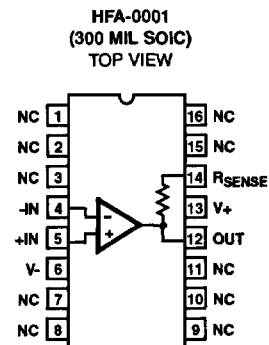 HFA-0001
(300 MIL SOIC)
TOP VIEW
NC 1 16 NC
NC 2 15 NC
NC 3 14 RSENSE
-IN 4 - 13 V+
+IN 5 + 12 OUT
V- 6 11 NC
NC 7 10 NC
NC 8 9 NC